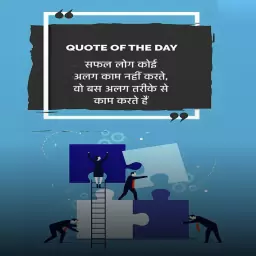 QUOTE OF THE DAY
सफल लोग कोई
अलग काम नहीं करते,
वो बस अलग तरीके से
काम करते हैं